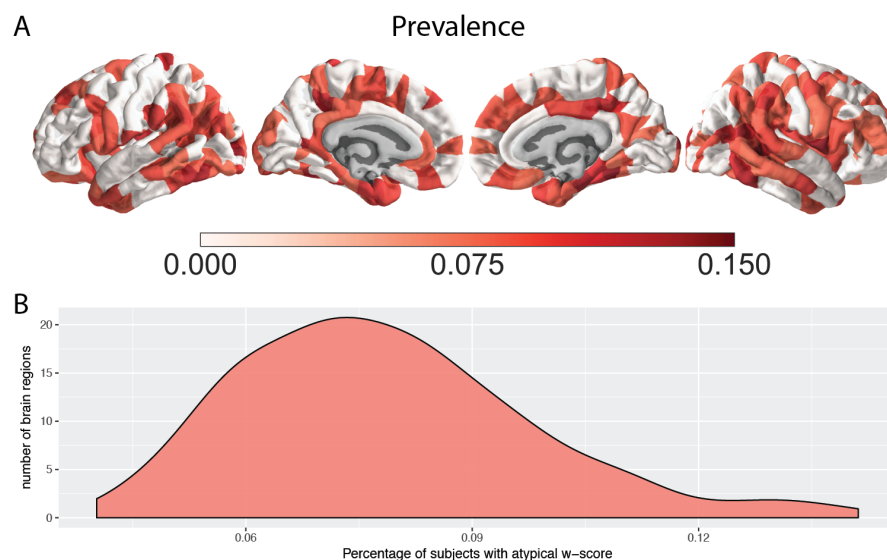 A
Prevalence
0.000 0.075 0.150
B
number of brain regions
20
15
10
5
0
0.06 0.09 0.12
Percentage of subjects with atypical w−score